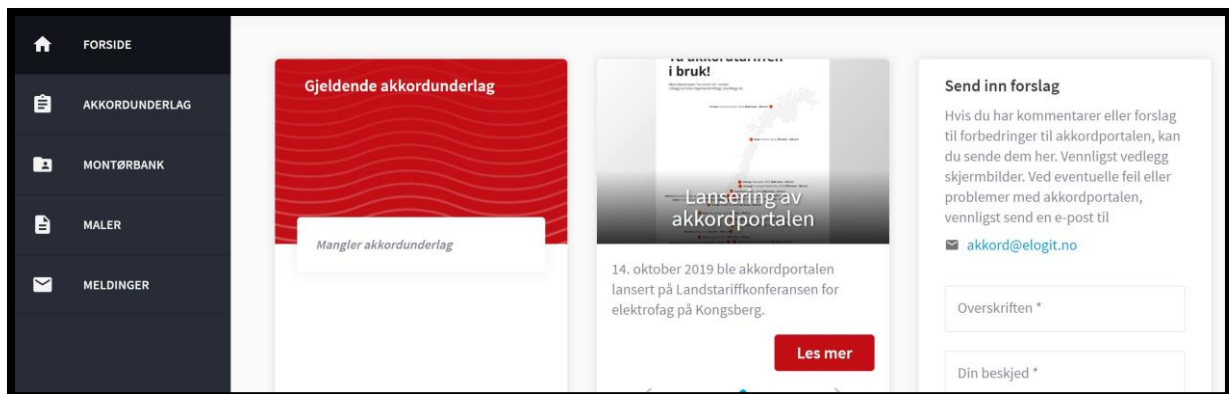 FORSIDE
AKKORDUNDERLAG
MONTØRBANK
MALER
MELDINGER
Gjeldende akkordunderlag
Mangler akkordunderlag
i bruk!
Lansering av
akkordportalen
14. oktober 2019 ble akkordportalen
lansert på Landstariffkonferansen for
elektrofag på Kongsberg.
Les mer
Send inn forslag
Hvis du har kommentarer eller forslag
til forbedringer til akkordportalen, kan
du sende dem her. Vennligst vedlegg
skjermbilder. Ved eventuelle feil eller
problemer med akkordportalen,
vennligst send en e-post til
akkord@elogit.no
Overskriften *
Din beskjed *